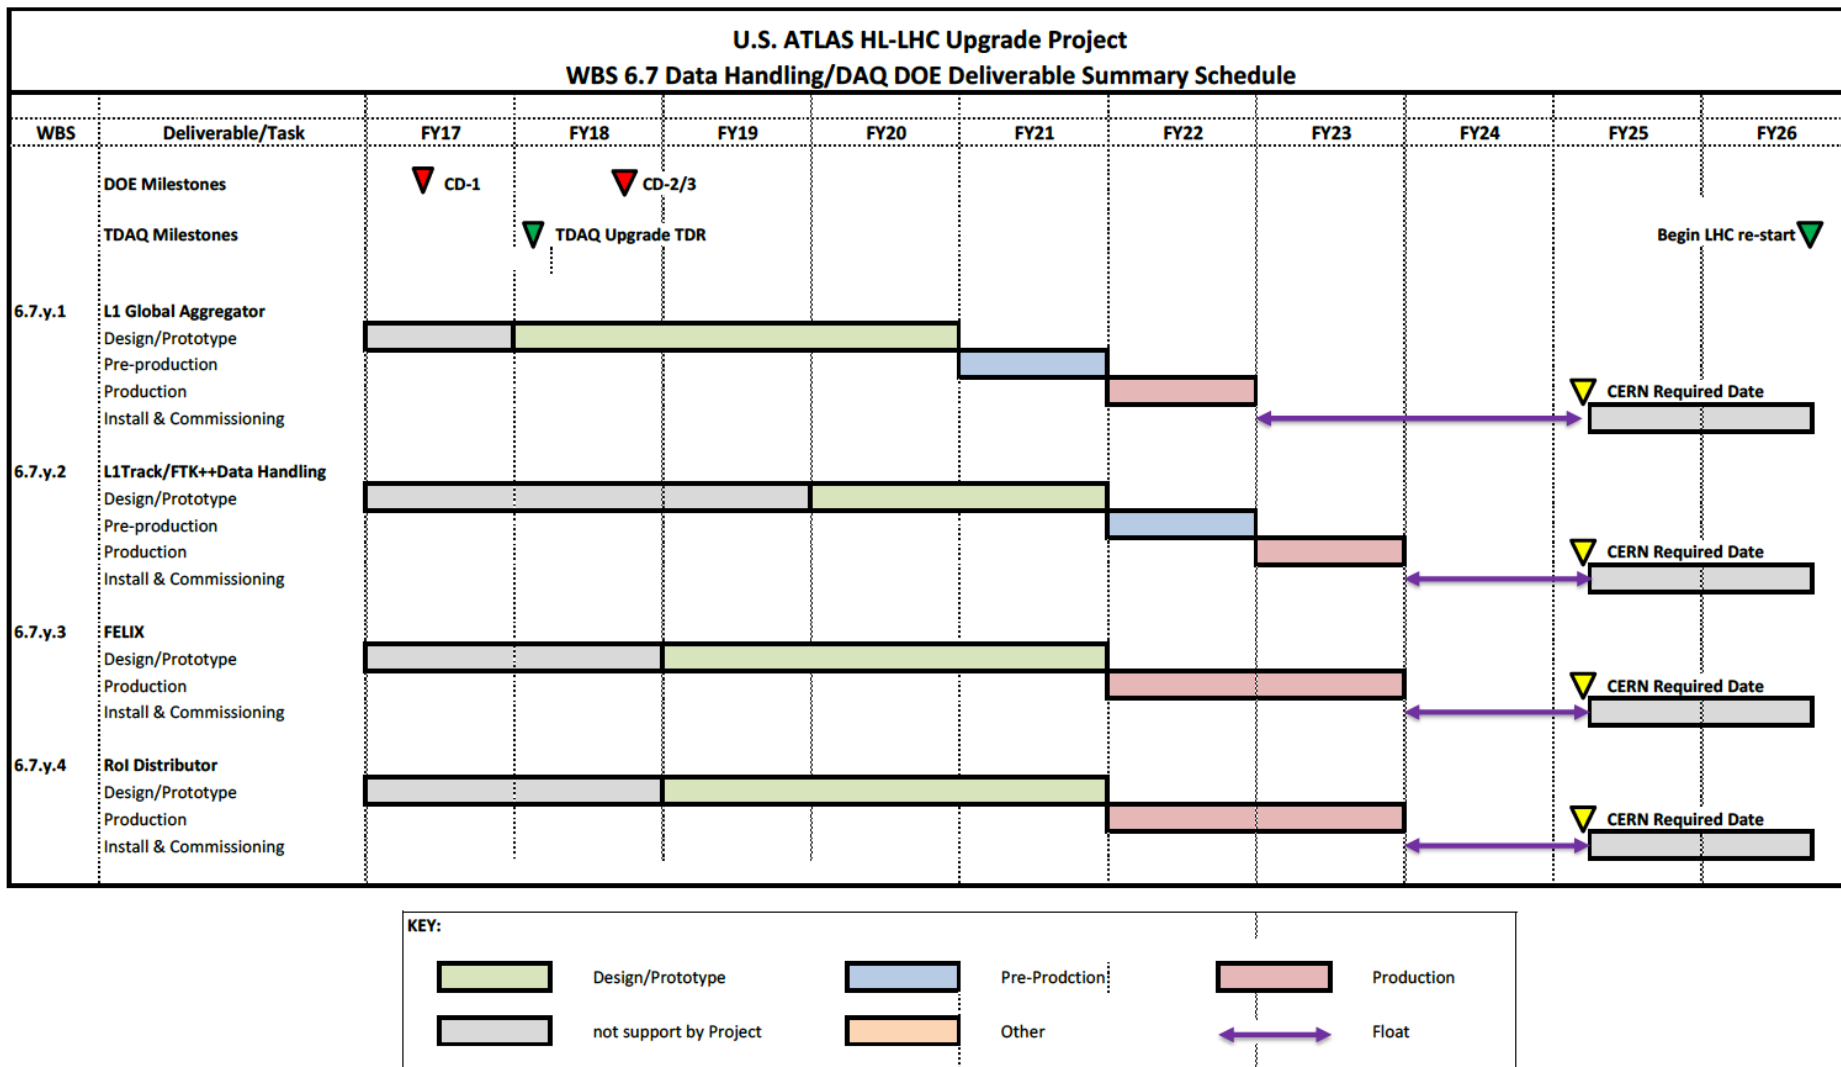 U.S. ATLAS HL-LHC Upgrade Project
WBS 6.7 Data Handling/DAQ DOE Deliverable Summary Schedule
WBS Deliverable/Task FY17 FY18 FY19 FY20 FY21 FY22 FY23 FY24 FY25 FY26
DOE Milestones CD-1 CD-2/3
TDAQ Milestones TDAQ Upgrade TDR Begin LHC re-start
6.7.y.1 L1 Global Aggregator
Design/Prototype
Pre-production
Production CERN Required Date
Install & Commissioning
6.7.y.2 L1Track/FTK++Data Handling
Design/Prototype
Pre-production
Production CERN Required Date
Install & Commissioning
6.7.y.3 FELIX
Design/Prototype
Production CERN Required Date
Install & Commissioning
6.7.y.4 RoI Distributor
Design/Prototype
Production CERN Required Date
Install & Commissioning
KEY:
Design/Prototype Pre-Prodction Production
not support by Project Other Float